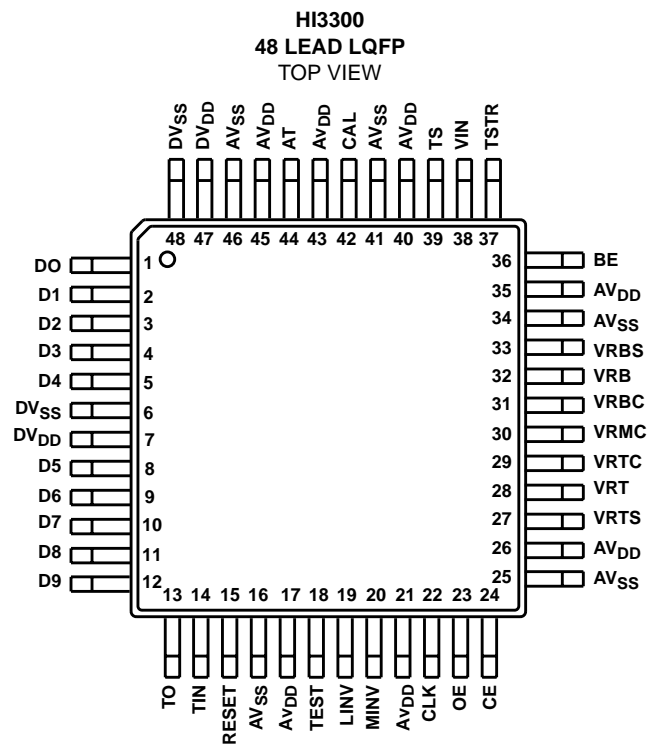 HI3300
48 LEAD LQFP
TOP VIEW
DVSS DVDD AVSS AVDD AT AVDD CAL AVSS AVDD TS VIN TSTR
48 47 46 45 44 43 42 41 40 39 38 37
DO 1 36 BE
D1 2 35 AVDD
D2 3 34 AVSS
D3 4 33 VRBS
D4 5 32 VRB
DVSS 6 31 VRBC
DVDD 7 30 VRMC
D5 8 29 VRTC
D6 9 28 VRT
D7 10 27 VRTS
D8 11 26 AVDD
D9 12 25 AVSS
13 14 15 16 17 18 19 20 21 22 23 24
TO TIN RESET AVSS AVDD TEST LINV MINV AVDD CLK OE CE